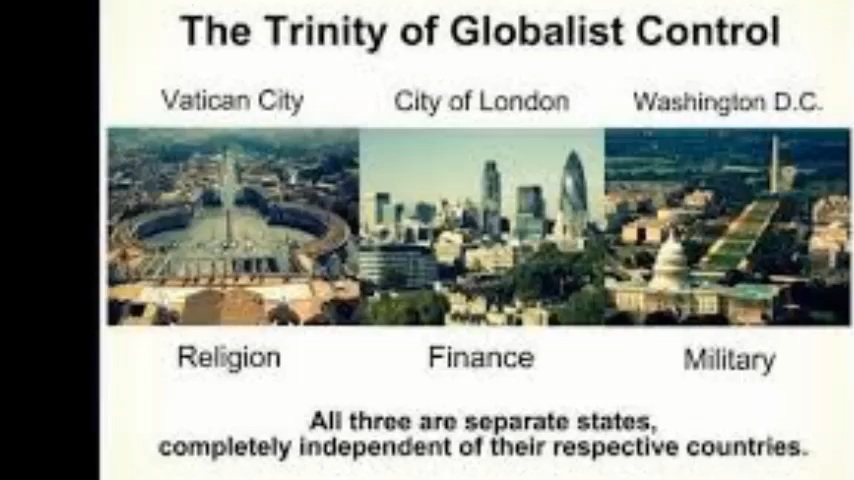 The Trinity of Globalist Control
Vatican City City of London Washington D.C.
Religion Finance Military
All three are separate states,
completely independent of their respective countries.